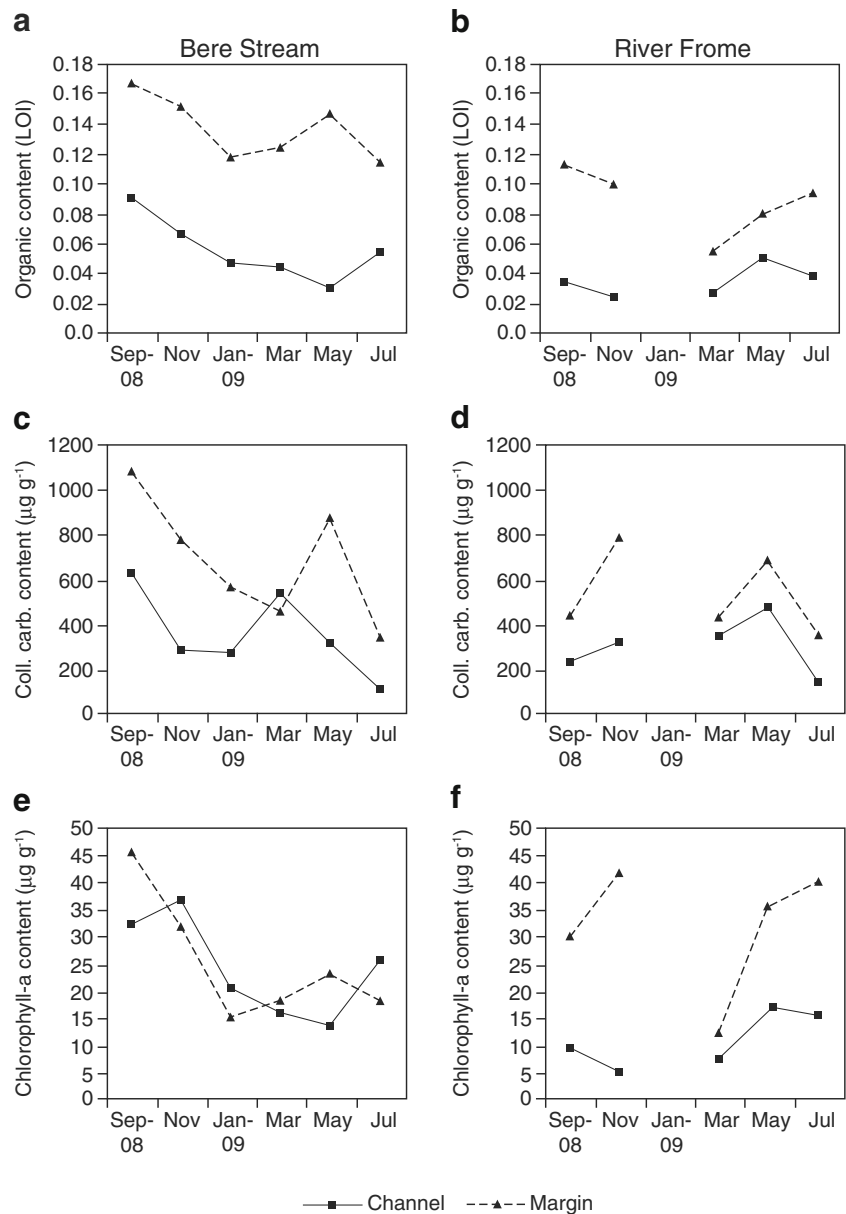 a
Bere Stream
Organic content (LOI)
0.18
0.16
0.14
0.12
0.10
0.08
0.06
0.04
0.02
0.0
Sep-08 Nov Jan-09 Mar May Jul
b
River Frome
Organic content (LOI)
0.18
0.16
0.14
0.12
0.10
0.08
0.06
0.04
0.02
0.0
Sep-08 Nov Jan-09 Mar May Jul
c
Coll. carb. content (µg g-1)
1200
1000
800
600
400
200
0
Sep-08 Nov Jan-09 Mar May Jul
d
Coll. carb. content (µg g-1)
1200
1000
800
600
400
200
0
Sep-08 Nov Jan-09 Mar May Jul
e
Chlorophyll-a content (µg g-1)
50
45
40
35
30
25
20
15
10
5
0
Sep-08 Nov Jan-09 Mar May Jul
f
Chlorophyll-a content (µg g-1)
50
45
40
35
30
25
20
15
10
5
0
Sep-08 Nov Jan-09 Mar May Jul
Channel Margin